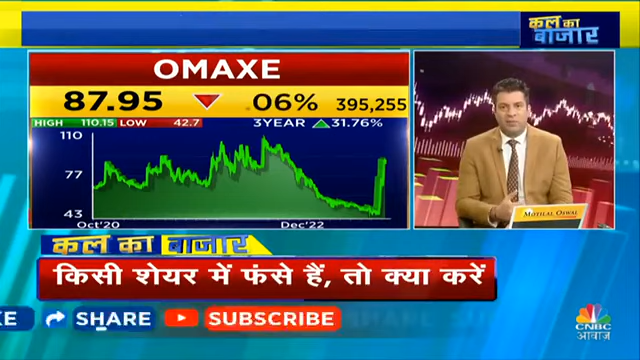 कल का
बाज़ार
OMAXE
87.95 ▼ .06% 395,255
HIGH 110.15 LOW 42.7 3YEAR ▲ 31.76%
110
77
43
Oct'20 Dec'22
MOTILAL OSWAL
कल का बाज़ार
किसी शेयर में फंसे हैं, तो क्या करें
KE SHARE SUBSCRIBE
CNBC
आवाज़